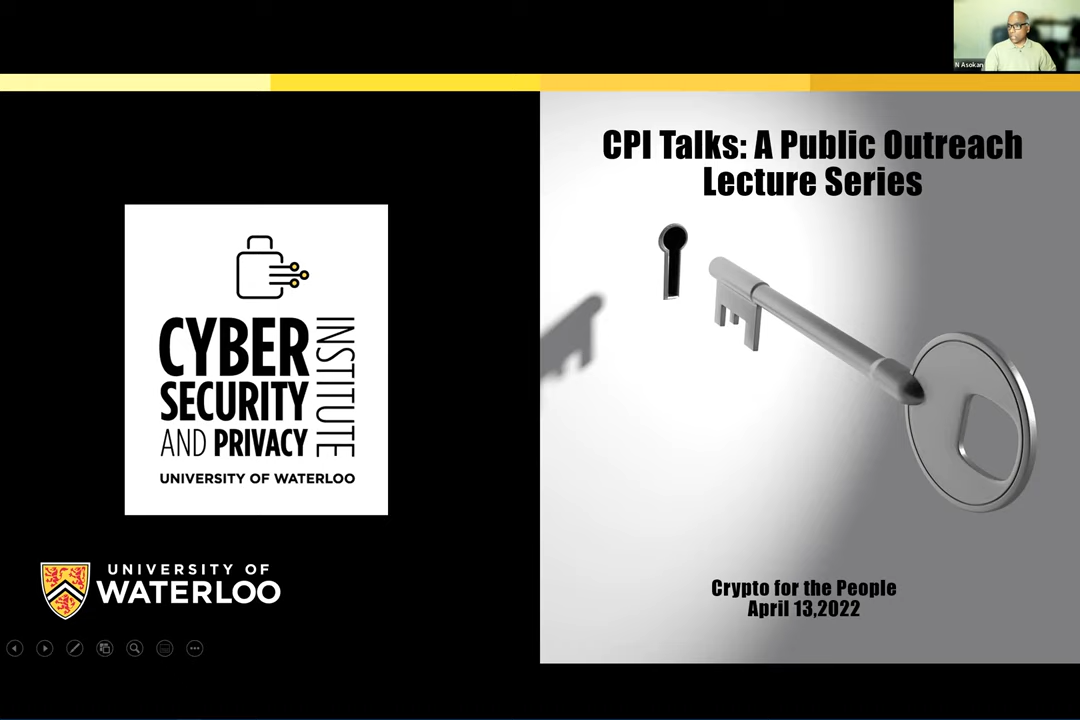 N Asokan
CPI Talks: A Public Outreach
Lecture Series
CYBER
SECURITY
AND PRIVACY
INSTITUTE
UNIVERSITY OF WATERLOO
UNIVERSITY OF
WATERLOO
Crypto for the People
April 13,2022